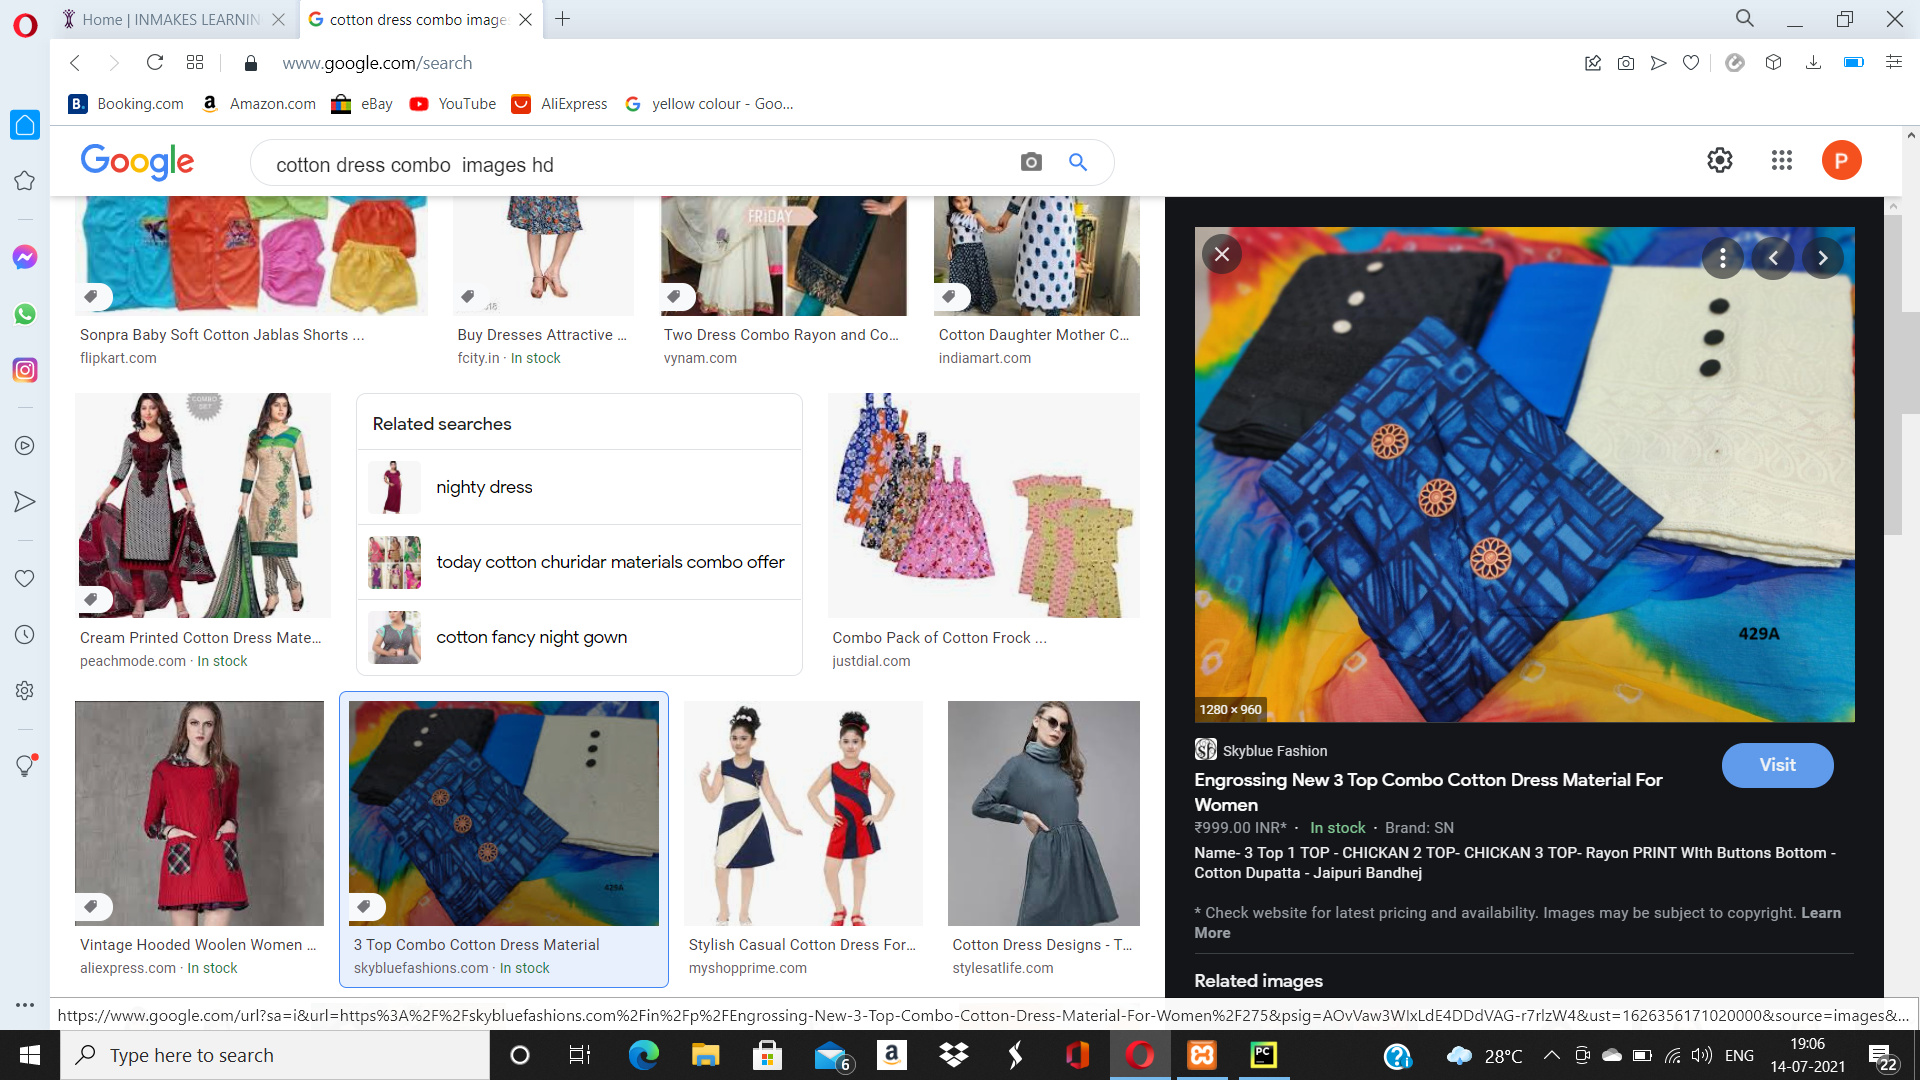 Home | INMAKES LEARNIN
cotton dress combo image
www.google.com/search
Booking.com
Amazon.com
eBay
YouTube
AliExpress
yellow colour - Goo...
Google
cotton dress combo  images hd
P
FRIDAY
Sonpra Baby Soft Cotton Jablas Shorts ...
flipkart.com
Buy Dresses Attractive ...
fcity.in · In stock
Two Dress Combo Rayon and Co...
vynam.com
Cotton Daughter Mother C...
indiamart.com
COMBO
SET
Cream Printed Cotton Dress Mate...
peachmode.com · In stock
Related searches
nighty dress
today cotton churidar materials combo offer
cotton fancy night gown
Combo Pack of Cotton Frock ...
justdial.com
Vintage Hooded Woolen Women ...
aliexpress.com · In stock
429A
3 Top Combo Cotton Dress Material
skybluefashions.com · In stock
Stylish Casual Cotton Dress For...
myshopprime.com
Cotton Dress Designs - T...
stylesatlife.com
429A
1280 × 960
Skyblue Fashion
Visit
Engrossing New 3 Top Combo Cotton Dress Material For
Women
₹999.00 INR* · In stock · Brand: SN
Name- 3 Top 1 TOP - CHICKAN 2 TOP- CHICKAN 3 TOP- Rayon PRINT WIth Buttons Bottom -
Cotton Dupatta - Jaipuri Bandhej
* Check website for latest pricing and availability. Images may be subject to copyright. Learn
More
Related images
https://www.google.com/url?sa=i&url=https%3A%2F%2Fskybluefashions.com%2Fin%2Fp%2FEngrossing-New-3-Top-Combo-Cotton-Dress-Material-For-Women%2F275&psig=AOvVaw3WIxLdE4DDdVAG-r7rlzW4&ust=1626356171020000&source=images&...
Type here to search
6
a
PC
28°C
ENG
19:06
14-07-2021
22